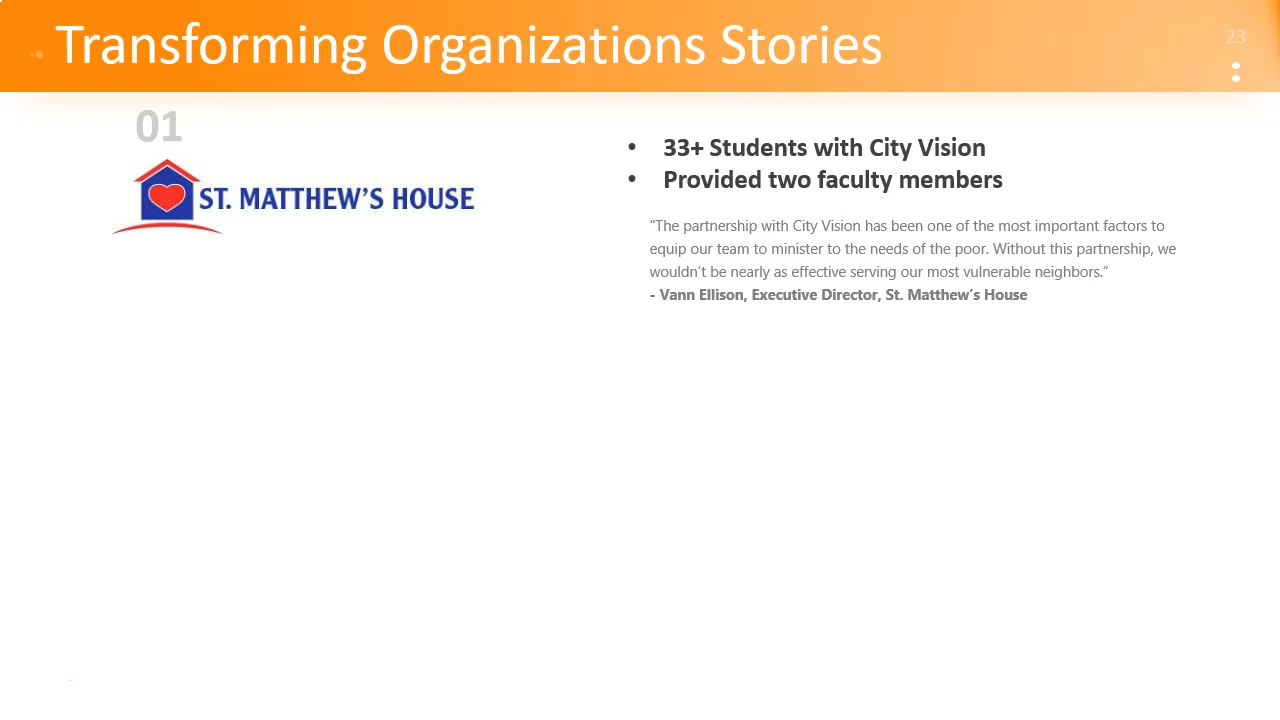 Transforming Organizations Stories
23
01
ST. MATTHEW'S HOUSE
• 33+ Students with City Vision
• Provided two faculty members
"The partnership with City Vision has been one of the most important factors to
equip our team to minister to the needs of the poor. Without this partnership, we
wouldn't be nearly as effective serving our most vulnerable neighbors."
- Vann Ellison, Executive Director, St. Matthew's House